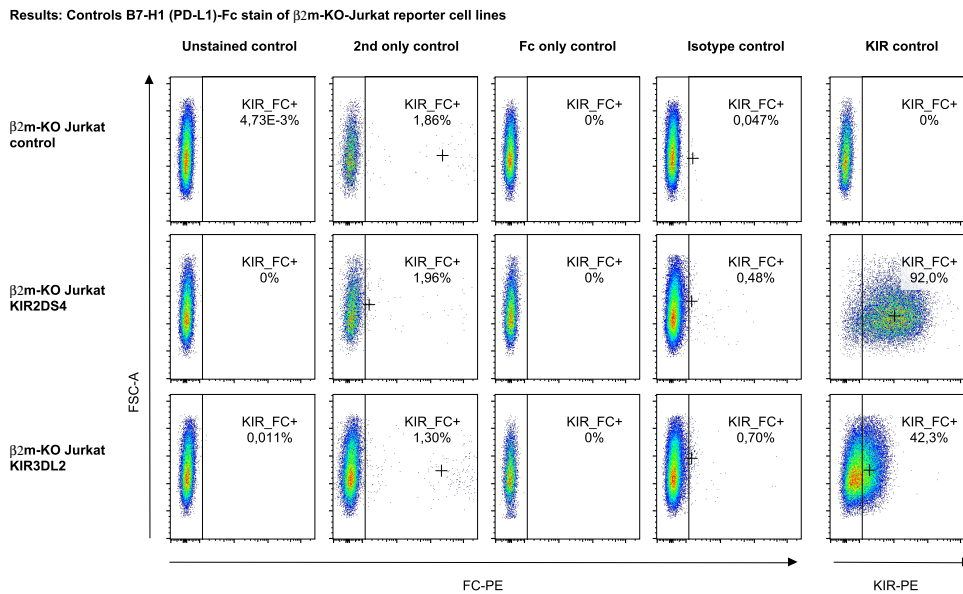 Results: Controls B7-H1 (PD-L1)-Fc stain of β2m-KO-Jurkat reporter cell lines
Unstained control
2nd only control
Fc only control
Isotype control
KIR control
β2m-KO Jurkat
control
KIR_FC+
4,73E-3%
KIR_FC+
1,86%
KIR_FC+
0%
KIR_FC+
0,047%
KIR_FC+
0%
β2m-KO Jurkat
KIR2DS4
KIR_FC+
0%
KIR_FC+
1,96%
KIR_FC+
0%
KIR_FC+
0,48%
KIR_FC+
92,0%
β2m-KO Jurkat
KIR3DL2
KIR_FC+
0,011%
KIR_FC+
1,30%
KIR_FC+
0%
KIR_FC+
0,70%
KIR_FC+
42,3%
FSC-A
FC-PE
KIR-PE